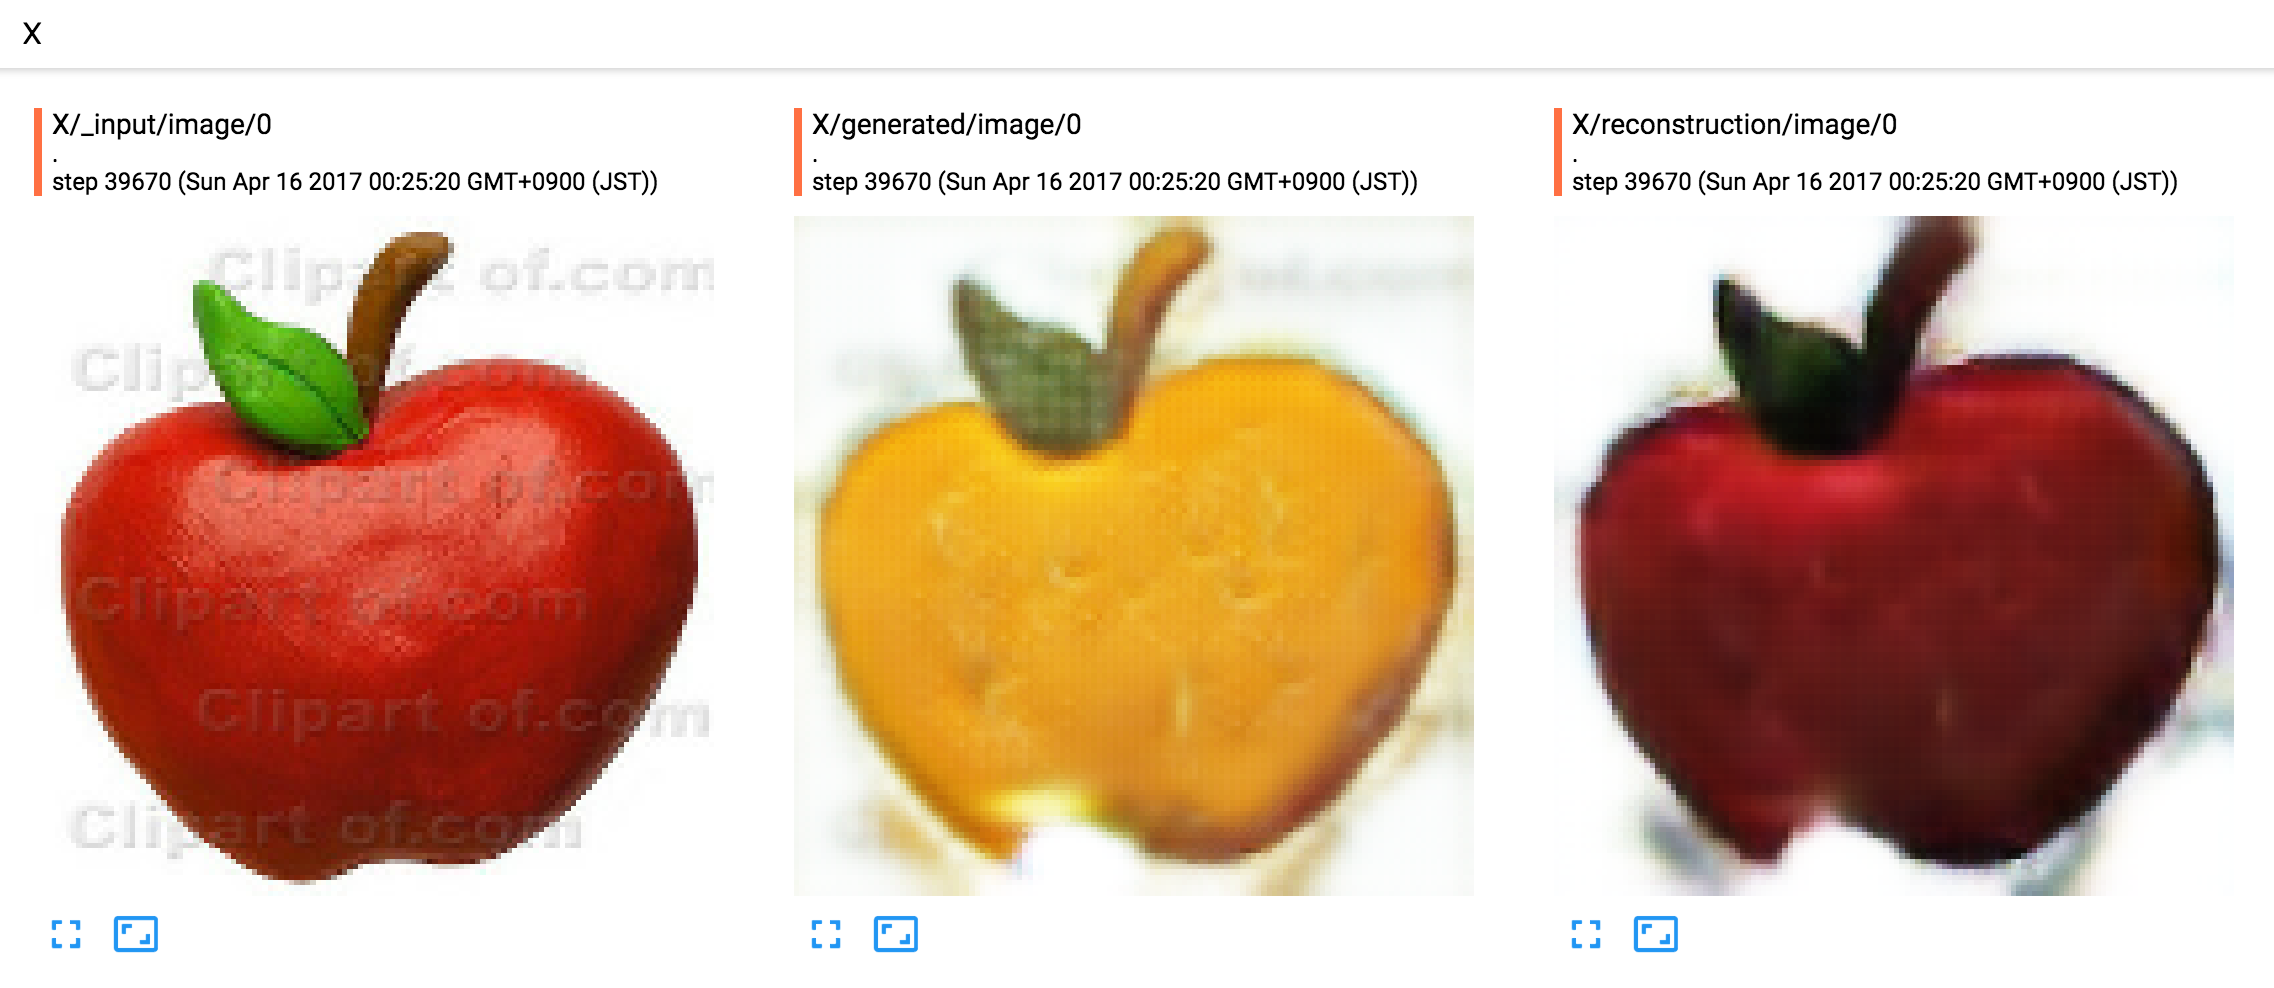 X
X/_input/image/0
.
step 39670 (Sun Apr 16 2017 00:25:20 GMT+0900 (JST))
Clipart of.com
Clipart of.com
Clipart of.com
Clipart of.com
Clipart of.com
Clipart of.com
X/generated/image/0
.
step 39670 (Sun Apr 16 2017 00:25:20 GMT+0900 (JST))
X/reconstruction/image/0
.
step 39670 (Sun Apr 16 2017 00:25:20 GMT+0900 (JST))